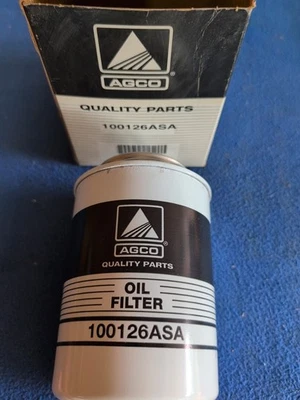 AGCO
QUALITY PARTS
100126ASA
AGCO
QUALITY PARTS
OIL
FILTER
100126ASA